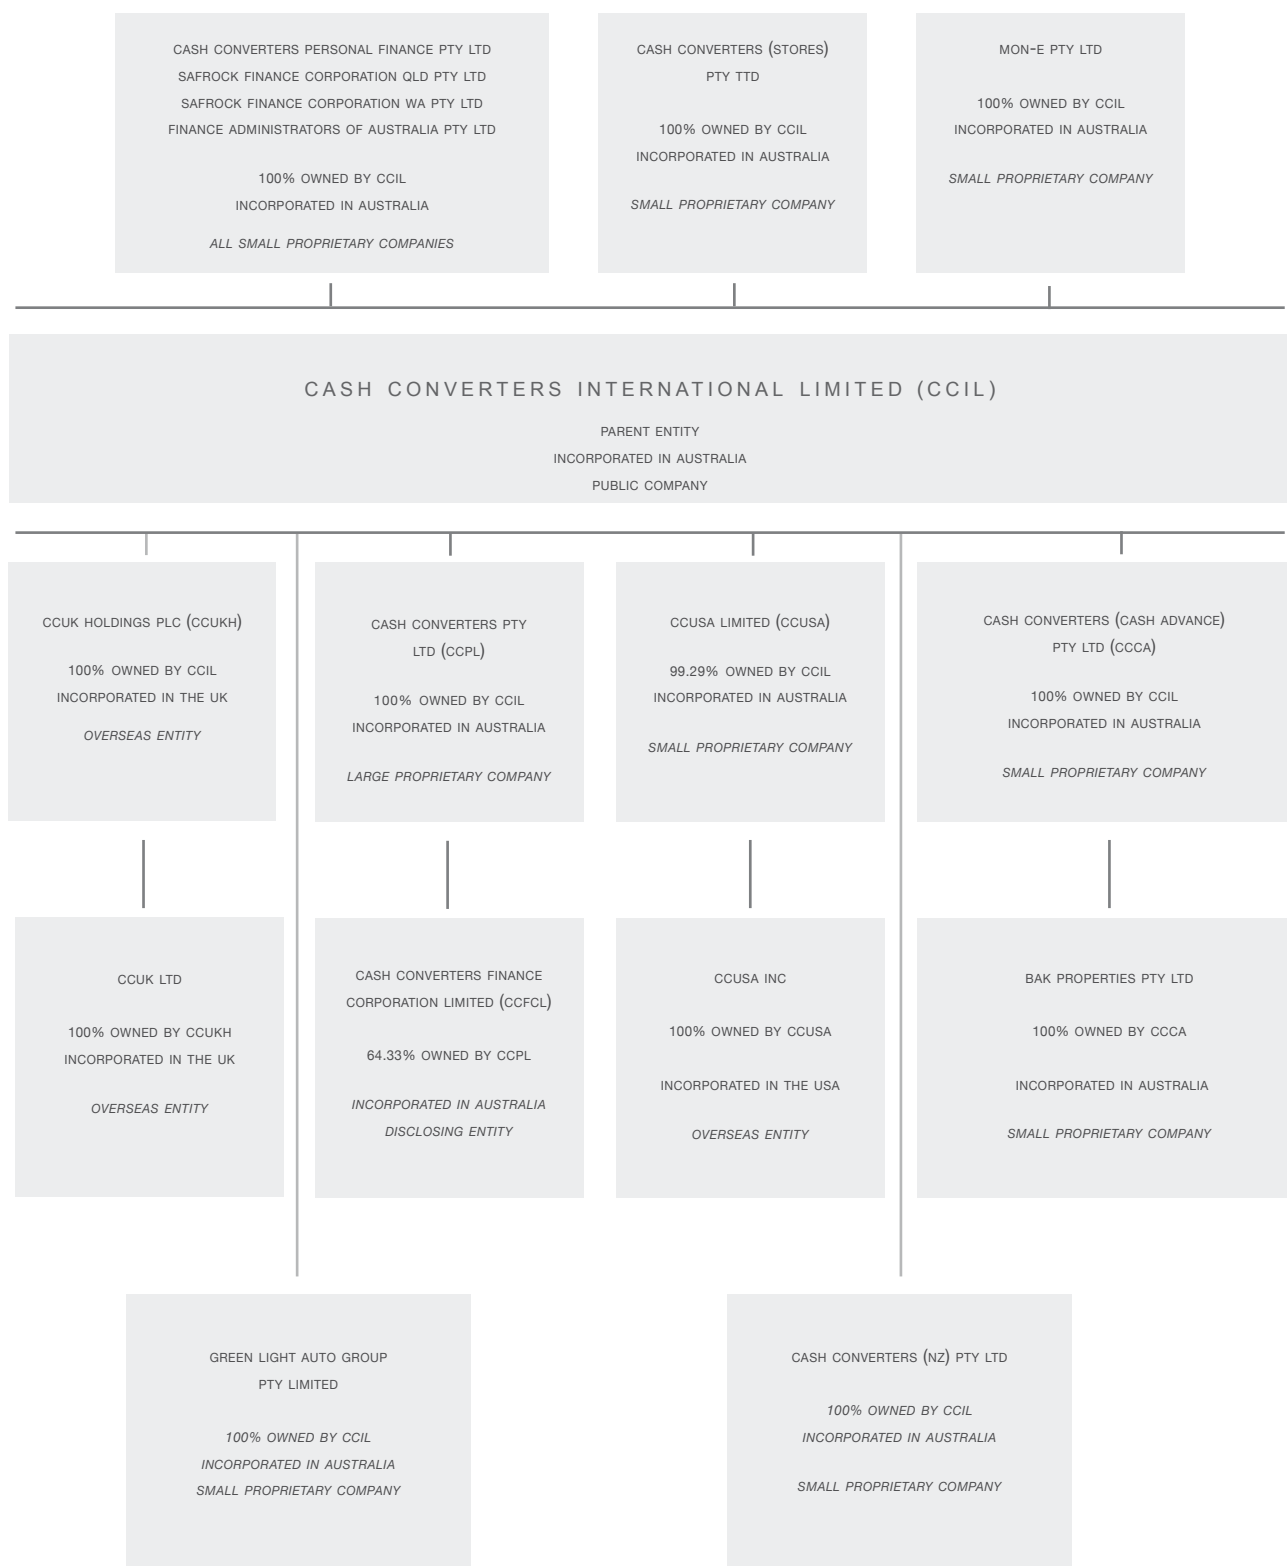 CASH CONVERTERS PERSONAL FINANCE PTY LTD
SAFROCK FINANCE CORPORATION QLD PTY LTD
SAFROCK FINANCE CORPORATION WA PTY LTD
FINANCE ADMINISTRATORS OF AUSTRALIA PTY LTD
100% OWNED BY CCIL
INCORPORATED IN AUSTRALIA
ALL SMALL PROPRIETARY COMPANIES
CASH CONVERTERS (STORES)
PTY TTD
100% OWNED BY CCIL
INCORPORATED IN AUSTRALIA
SMALL PROPRIETARY COMPANY
MON-E PTY LTD
100% OWNED BY CCIL
INCORPORATED IN AUSTRALIA
SMALL PROPRIETARY COMPANY
CASH CONVERTERS INTERNATIONAL LIMITED (CCIL)
PARENT ENTITY
INCORPORATED IN AUSTRALIA
PUBLIC COMPANY
CCUK HOLDINGS PLC (CCUKH)
100% OWNED BY CCIL
INCORPORATED IN THE UK
OVERSEAS ENTITY
CASH CONVERTERS PTY
LTD (CCPL)
100% OWNED BY CCIL
INCORPORATED IN AUSTRALIA
LARGE PROPRIETARY COMPANY
CCUSA LIMITED (CCUSA)
99.29% OWNED BY CCIL
INCORPORATED IN AUSTRALIA
SMALL PROPRIETARY COMPANY
CASH CONVERTERS (CASH ADVANCE)
PTY LTD (CCCA)
100% OWNED BY CCIL
INCORPORATED IN AUSTRALIA
SMALL PROPRIETARY COMPANY
CCUK LTD
100% OWNED BY CCUKH
INCORPORATED IN THE UK
OVERSEAS ENTITY
CASH CONVERTERS FINANCE
CORPORATION LIMITED (CCFCL)
64.33% OWNED BY CCPL
INCORPORATED IN AUSTRALIA
DISCLOSING ENTITY
CCUSA INC
100% OWNED BY CCUSA
INCORPORATED IN THE USA
OVERSEAS ENTITY
BAK PROPERTIES PTY LTD
100% OWNED BY CCCA
INCORPORATED IN AUSTRALIA
SMALL PROPRIETARY COMPANY
GREEN LIGHT AUTO GROUP
PTY LIMITED
100% OWNED BY CCIL
INCORPORATED IN AUSTRALIA
SMALL PROPRIETARY COMPANY
CASH CONVERTERS (NZ) PTY LTD
100% OWNED BY CCIL
INCORPORATED IN AUSTRALIA
SMALL PROPRIETARY COMPANY